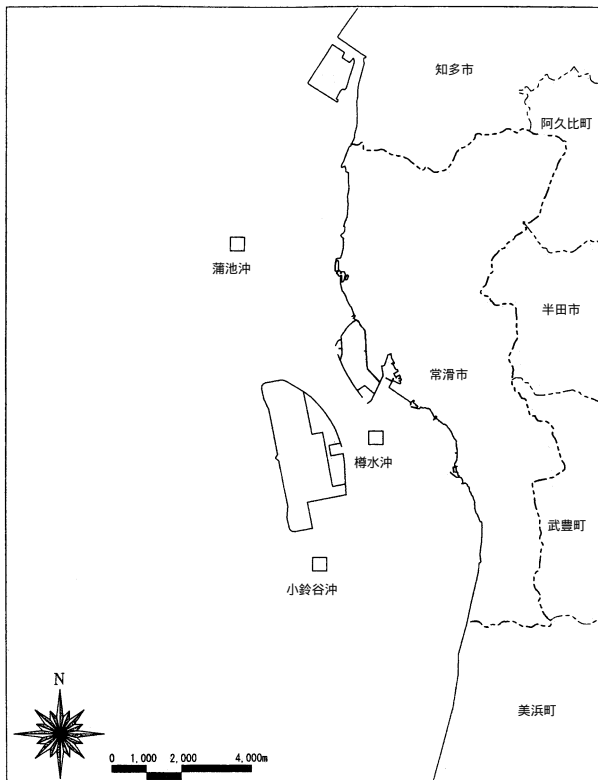 知多市
阿久比町
蒲池沖
半田市
常滑市
樽水沖
武豊町
小鈴谷沖
N
美浜町
0 1,000 2,000 4,000m